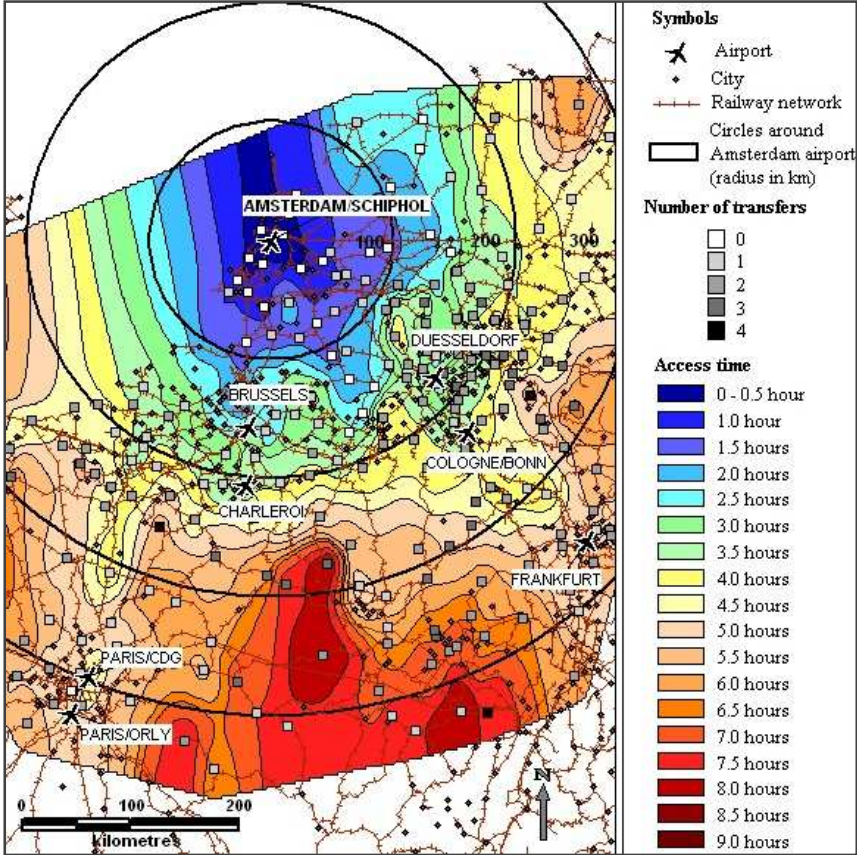 AMSTERDAM/SCHIPHOL
100
200
300
DUESSELDORF
BRUSSELS
COLOGNE/BONN
CHARLEROI
FRANKFURT
PARIS/CDG
PARIS/ORLY
0 100 200
kilometres
N
Symbols
Airport
City
Railway network
Circles around
Amsterdam airport
(radius in km)
Number of transfers
0
1
2
3
4
Access time
0 - 0.5 hour
1.0 hour
1.5 hours
2.0 hours
2.5 hours
3.0 hours
3.5 hours
4.0 hours
4.5 hours
5.0 hours
5.5 hours
6.0 hours
6.5 hours
7.0 hours
7.5 hours
8.0 hours
8.5 hours
9.0 hours